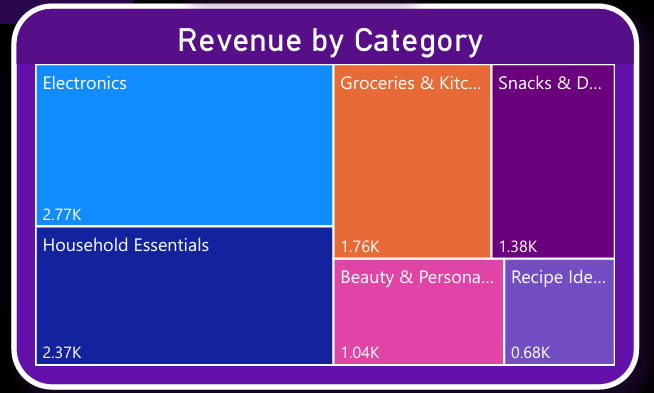 Revenue by Category
Electronics
2.77K
Household Essentials
2.37K
Groceries & Kitc...
1.76K
Snacks & D...
1.38K
Beauty & Persona...
1.04K
Recipe Ide...
0.68K